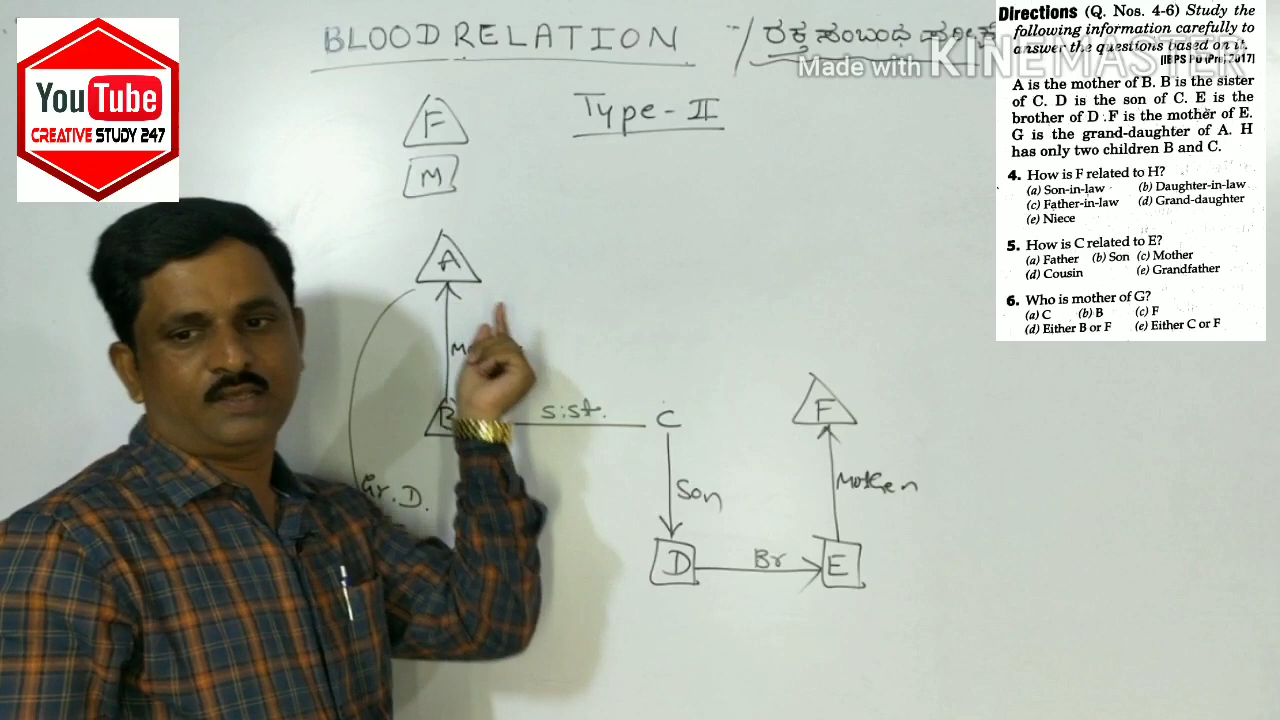 YouTube
CREATIVE STUDY 247
BLOOD RELATION / ರಕ್ತ ಸಂಬಂಧ
Made with KINEMASTER
Type - II
F
M
A
B sist. C
Gr. D.
Son
D Br E
Mother
F
Directions (Q. Nos. 4-6) Study the
following information carefully to
answer the questions based on it.
[IBPS PO (Pre) 2017]
A is the mother of B. B is the sister
of C. D is the son of C. E is the
brother of D .F is the mother of E.
G is the grand-daughter of A. H
has only two children B and C.
4. How is F related to H?
(a) Son-in-law (b) Daughter-in-law
(c) Father-in-law (d) Grand-daughter
(e) Niece
5. How is C related to E?
(a) Father (b) Son (c) Mother
(d) Cousin (e) Grandfather
6. Who is mother of G?
(a) C (b) B (c) F
(d) Either B or F (e) Either C or F